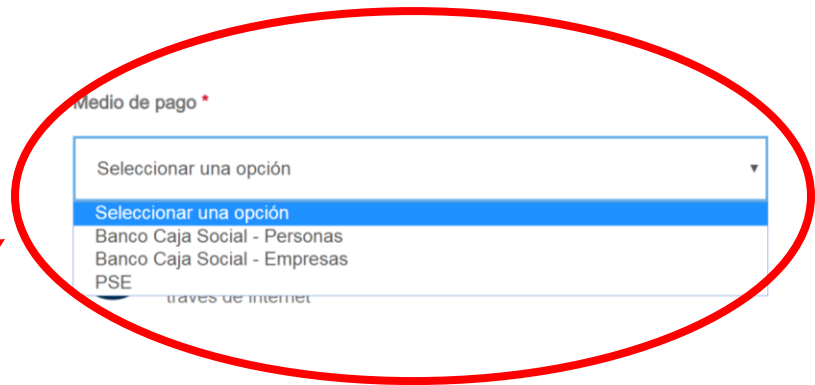 Medio de pago *
Seleccionar una opción
Seleccionar una opción
Banco Caja Social - Personas
Banco Caja Social - Empresas
PSE
través de internet